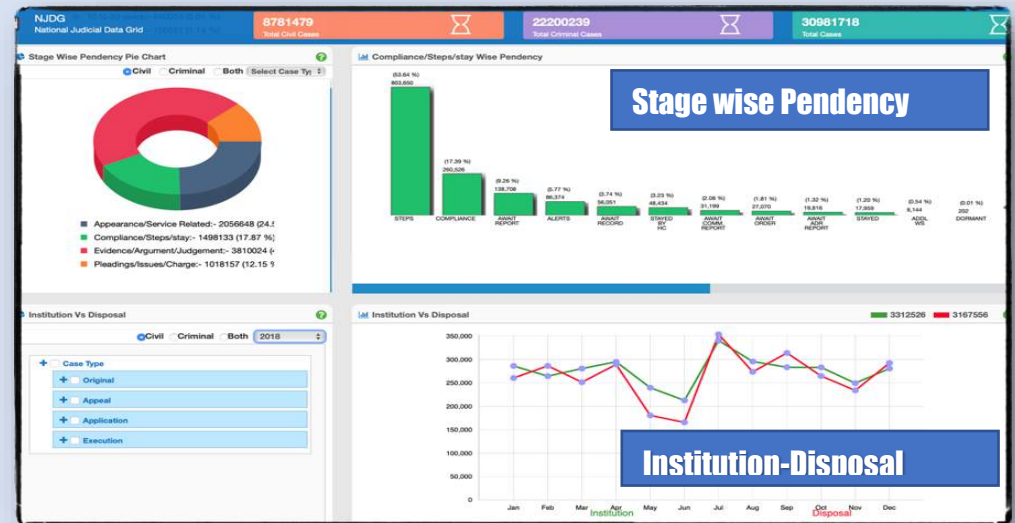 NJDG
National Judicial Data Grid
8781479
Total Civil Cases
22200239
Total Criminal Cases
30981718
Total Cases
Stage Wise Pendency Pie Chart
Civil Criminal Both Select Case Ty
Appearance/Service Related:- 2056648 (24.
Compliance/Steps/stay:- 1498133 (17.87 %)
Evidence/Argument/Judgement:- 3810024 (
Pleadings/Issues/Charge:- 1018157 (12.15 %
Compliance/Steps/stay Wise Pendency
Stage wise Pendency
(53.64 %)
803,650
(17.39 %)
260,526
(9.26 %)
138,708
(5.77 %)
86,374
(3.74 %)
56,051
(3.23 %)
48,434
(2.08 %)
31,199
(1.81 %)
27,070
(1.32 %)
19,816
(1.20 %)
17,959
(0.54 %)
8,144
(0.01 %)
202
STEPS
COMPLIANCE
AWAIT
REPORT
ALERTS
AWAIT
RECORD
STAYED
BY
HC
AWAIT
COMM.
REPORT
AWAIT
ORDER
AWAIT
ADR
REPORT
STAYED
ADDL
WS
DORMANT
Institution Vs Disposal
Civil Criminal Both 2018
Case Type
Original
Appeal
Application
Execution
Institution Vs Disposal
3312526 3167556
350,000
300,000
250,000
200,000
150,000
100,000
50,000
0
Jan Feb Mar Apr May Jun Jul Aug Sep Oct Nov Dec
Institution Disposal
Institution-Disposal